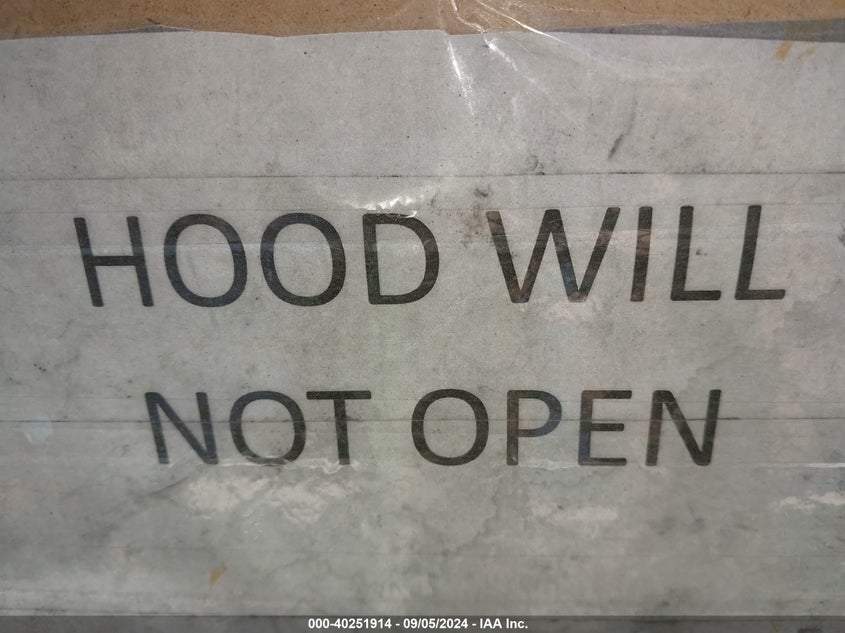 HOOD WILL
NOT OPEN
000-40251914 - 09/05/2024 - IAA Inc.